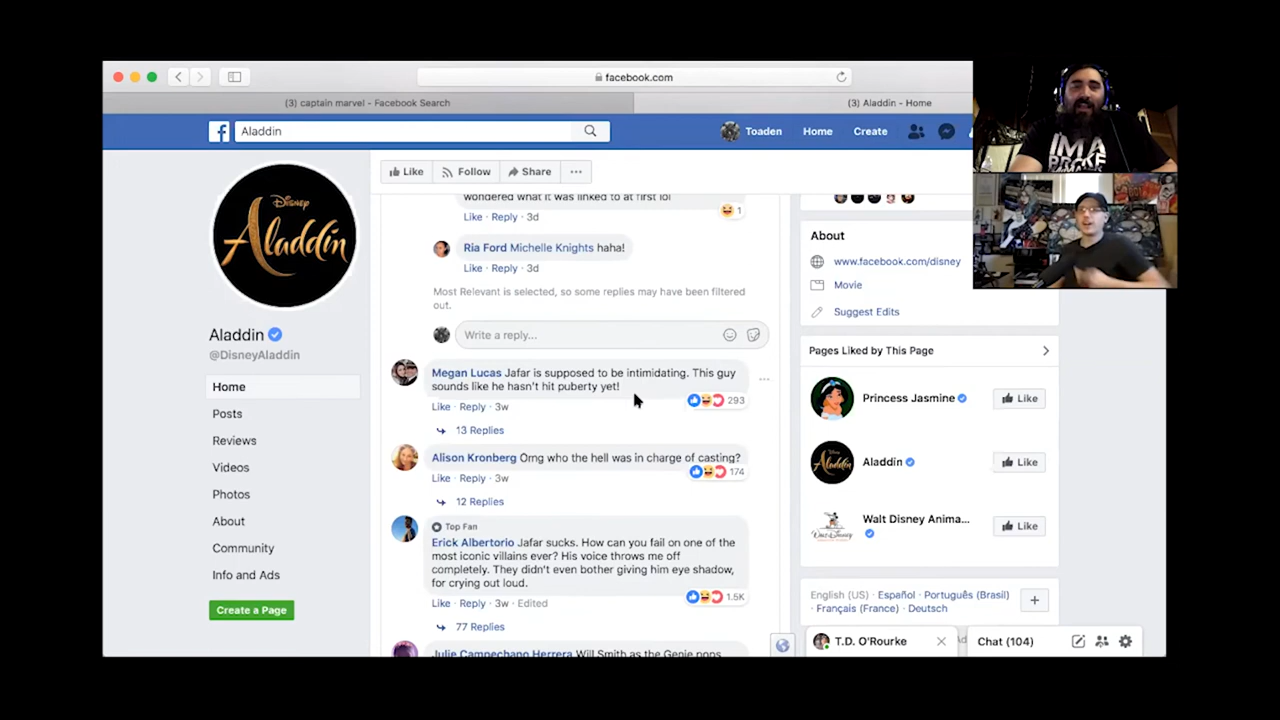 facebook.com
(3) captain marvel - Facebook Search
(3) Aladdin - Home
Aladdin
Toaden
Home
Create
I'M A
BROKE
Disney
Aladdin
Aladdin
@DisneyAladdin
Home
Posts
Reviews
Videos
Photos
About
Community
Info and Ads
Create a Page
Like
Follow
Share
wondered what it was linked to at first lol
1
Like · Reply · 3d
Ria Ford Michelle Knights haha!
Like · Reply · 3d
Most Relevant is selected, so some replies may have been filtered
out.
Write a reply...
Megan Lucas Jafar is supposed to be intimidating. This guy
sounds like he hasn't hit puberty yet!
293
Like · Reply · 3w
13 Replies
Alison Kronberg Omg who the hell was in charge of casting?
174
Like · Reply · 3w
12 Replies
Top Fan
Erick Albertorio Jafar sucks. How can you fail on one of the
most iconic villains ever? His voice throws me off
completely. They didn't even bother giving him eye shadow,
for crying out loud.
1.5K
Like · Reply · 3w · Edited
77 Replies
Julie Campechano Herrera Will Smith as the Genie pops
About
www.facebook.com/disney
Movie
Suggest Edits
Pages Liked by This Page
Princess Jasmine
Like
Aladdin
Like
Walt Disney Anima...
Like
English (US) · Español · Português (Brasil) ·
Français (France) · Deutsch
T.D. O'Rourke
Ad
Chat (104)